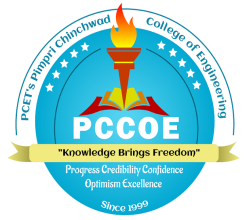 PCET's Pimpri Chinchwad College of Engineering
PCCOE
"Knowledge Brings Freedom"
Progress Credibility Confidence
Optimism Excellence
Since 1999